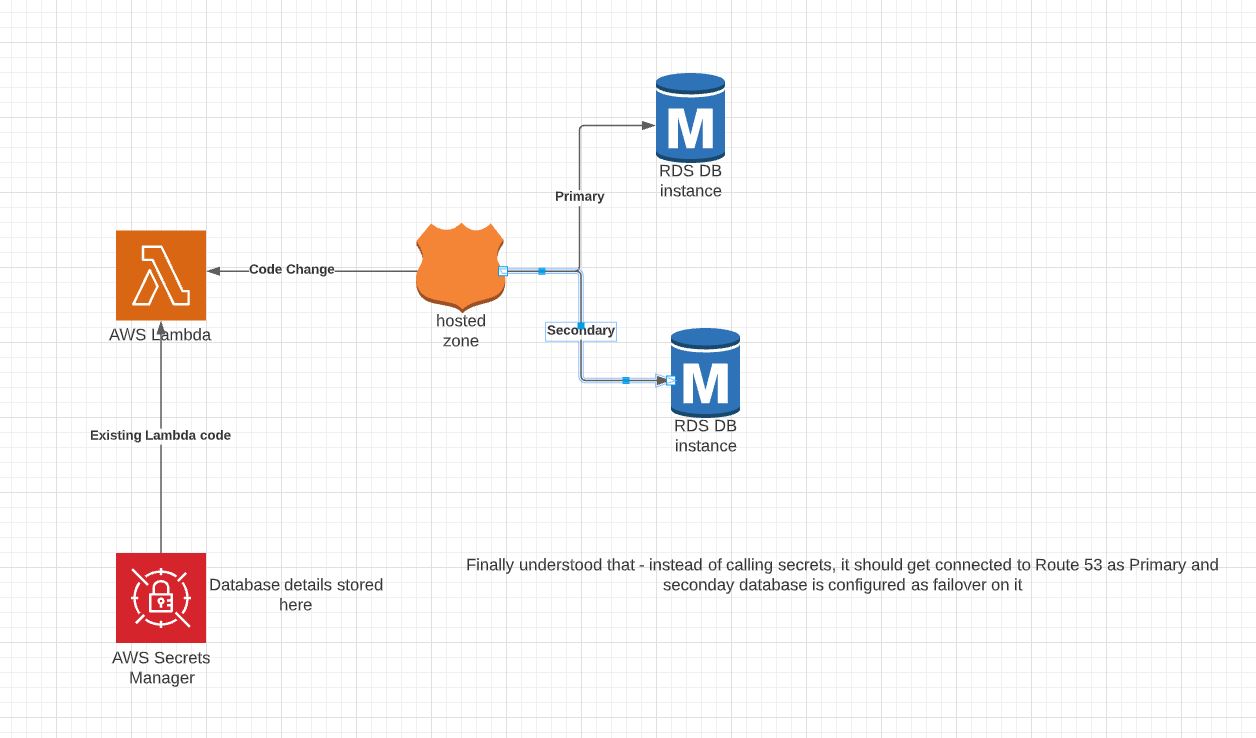 M
RDS DB
instance
Primary
Code Change
AWS Lambda
hosted
zone
Secondary
M
RDS DB
instance
Existing Lambda code
Finally understood that - instead of calling secrets, it should get connected to Route 53 as Primary and
seconday database is configured as failover on it
Database details stored
here
AWS Secrets
Manager